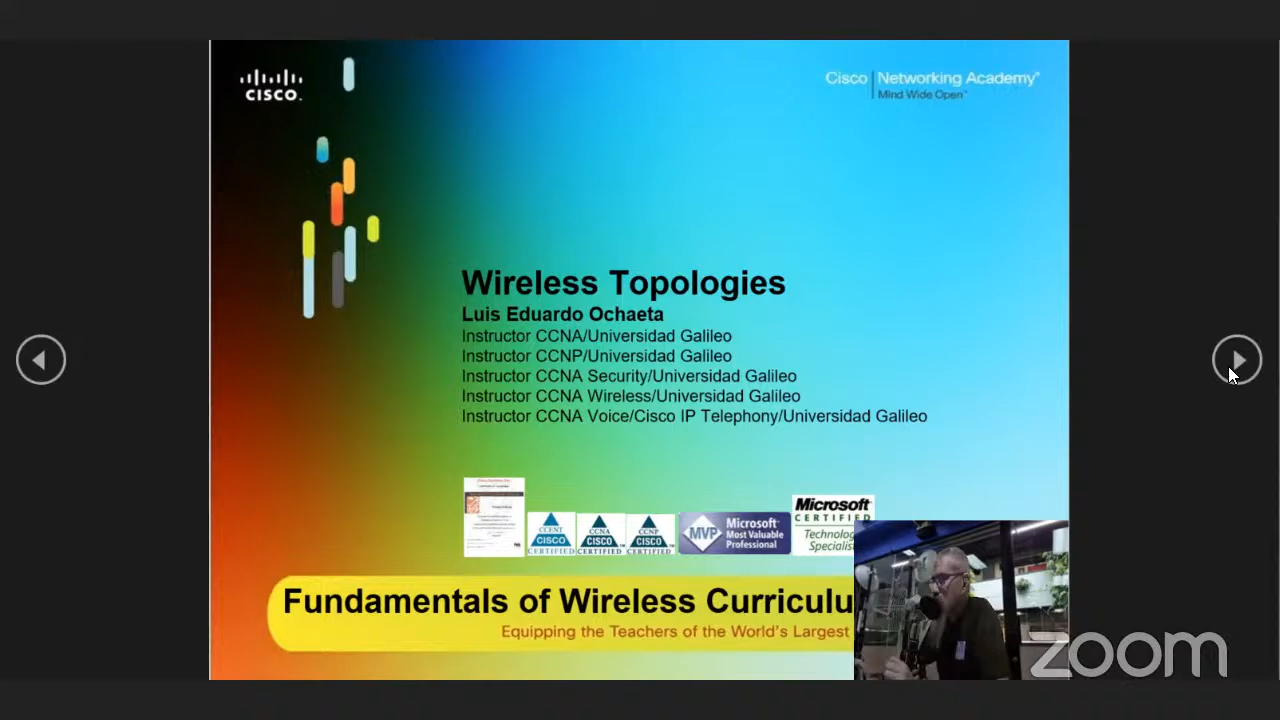 CISCO
Cisco Networking Academy
Mind Wide Open
Wireless Topologies
Luis Eduardo Ochaeta
Instructor CCNA/Universidad Galileo
Instructor CCNP/Universidad Galileo
Instructor CCNA Security/Universidad Galileo
Instructor CCNA Wireless/Universidad Galileo
Instructor CCNA Voice/Cisco IP Telephony/Universidad Galileo
CCENT CISCO CERTIFIED
CCNA CISCO CERTIFIED
CCNP CISCO CERTIFIED
MVP Microsoft Most Valuable Professional
Microsoft CERTIFIED
Technolog
Specialis
Fundamentals of Wireless Curriculu
Equipping the Teachers of the World's Largest
zoom